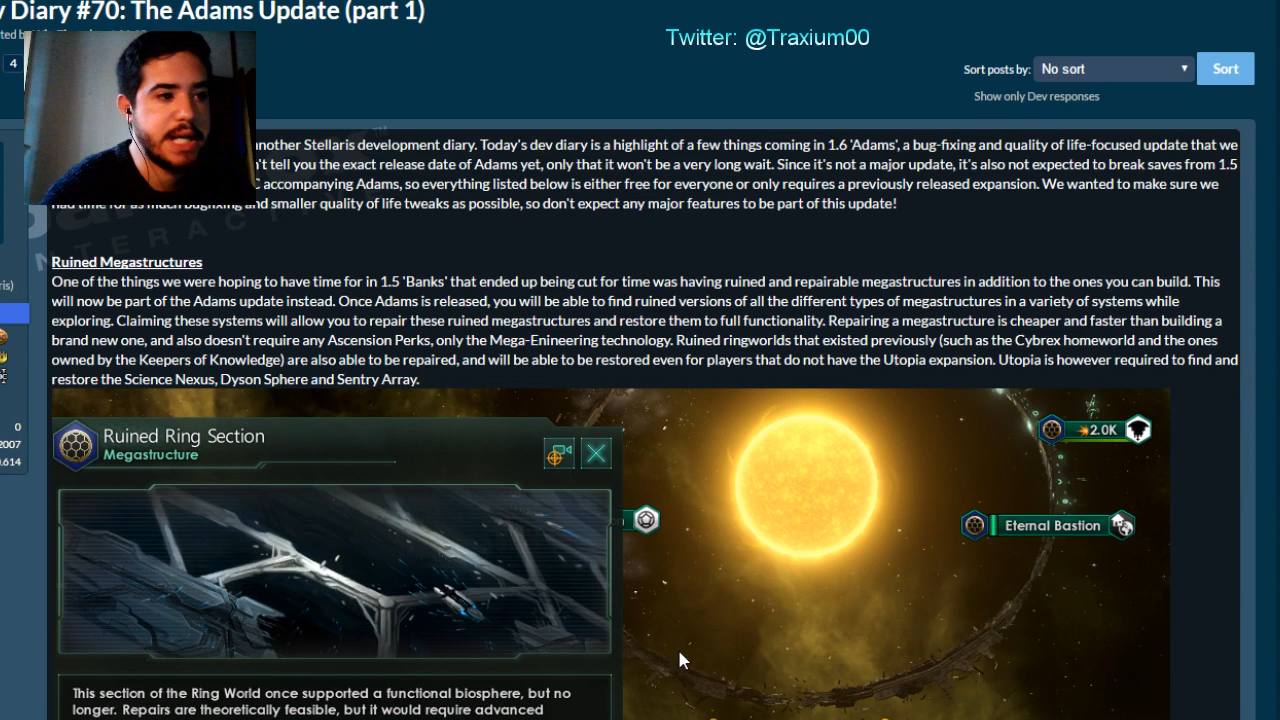 y Diary #70: The Adams Update (part 1)
Twitter: @Traxium00
4
Sort posts by: No sort Sort
Show only Dev responses
another Stellaris development diary. Today's dev diary is a highlight of a few things coming in 1.6 'Adams', a bug-fixing and quality of life-focused update that we
n't tell you the exact release date of Adams yet, only that it won't be a very long wait. Since it's not a major update, it's also not expected to break saves from 1.5
C accompanying Adams, so everything listed below is either free for everyone or only requires a previously released expansion. We wanted to make sure we
had time for as much bugfixing and smaller quality of life tweaks as possible, so don't expect any major features to be part of this update!
Ruined Megastructures
One of the things we were hoping to have time for in 1.5 'Banks' that ended up being cut for time was having ruined and repairable megastructures in addition to the ones you can build. This
will now be part of the Adams update instead. Once Adams is released, you will be able to find ruined versions of all the different types of megastructures in a variety of systems while
exploring. Claiming these systems will allow you to repair these ruined megastructures and restore them to full functionality. Repairing a megastructure is cheaper and faster than building a
brand new one, and also doesn't require any Ascension Perks, only the Mega-Enineering technology. Ruined ringworlds that existed previously (such as the Cybrex homeworld and the ones
owned by the Keepers of Knowledge) are also able to be repaired, and will be able to be restored even for players that do not have the Utopia expansion. Utopia is however required to find and
restore the Science Nexus, Dyson Sphere and Sentry Array.
ris)
0
2007
.614
Ruined Ring Section
Megastructure
2.0K
n
Eternal Bastion
This section of the Ring World once supported a functional biosphere, but no
longer. Repairs are theoretically feasible, but it would require advanced